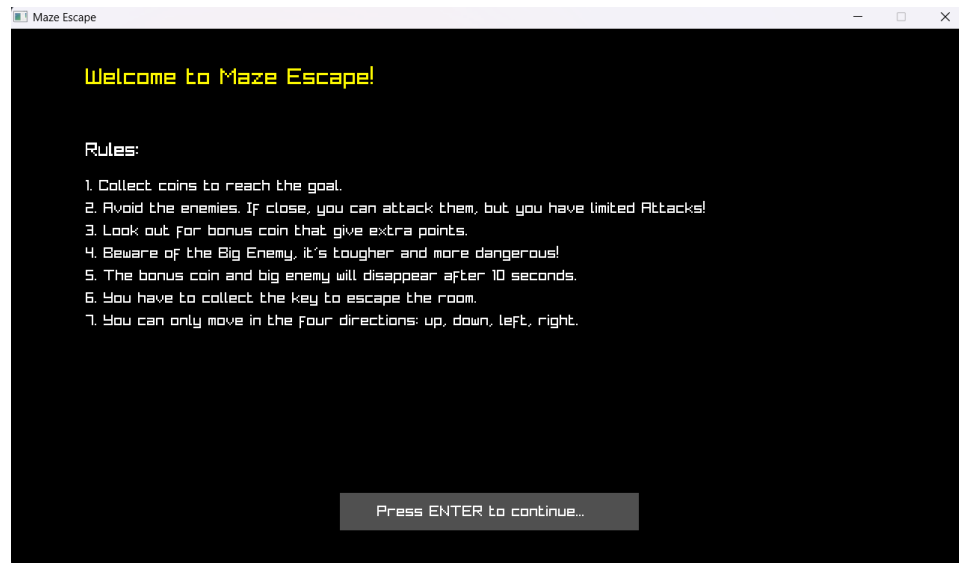 Maze Escape
Welcome to Maze Escape!
Rules:
1. Collect coins to reach the goal.
2. Avoid the enemies. If close, you can attack them, but you have limited Attacks!
3. Look out for bonus coin that give extra points.
4. Beware of the Big Enemy, it's tougher and more dangerous!
5. The bonus coin and big enemy will disappear after 10 seconds.
6. You have to collect the key to escape the room.
7. You can only move in the four directions: up, down, left, right.
Press ENTER to continue...